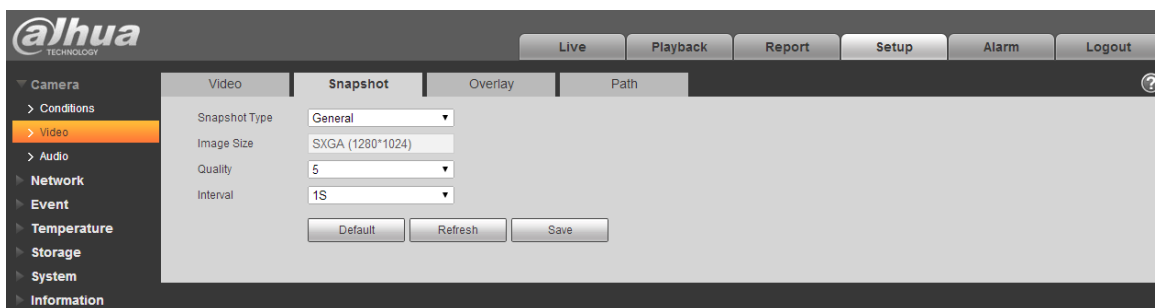 alhua
TECHNOLOGY
Live Playback Report Setup Alarm Logout
Camera
Conditions
Video
Audio
Network
Event
Temperature
Storage
System
Information
Video Snapshot Overlay Path
?
Snapshot Type General
Image Size SXGA (1280*1024)
Quality 5
Interval 1S
Default Refresh Save